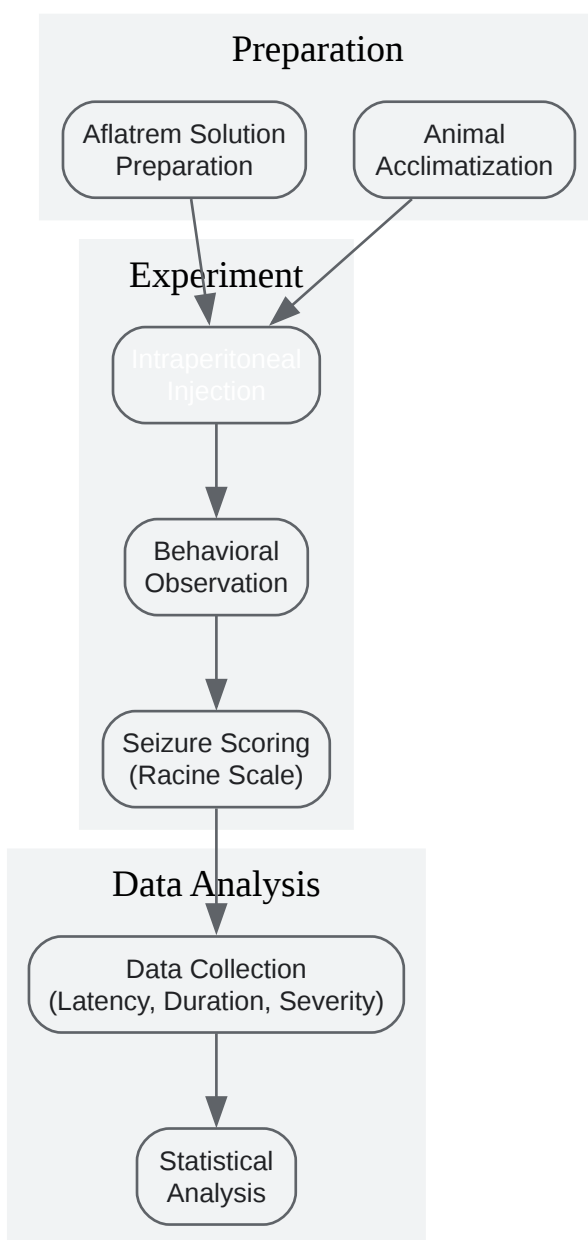 Preparation
Aflatrem Solution
Preparation
Animal
Acclimatization
Experiment
Intraperitoneal
Injection
Behavioral
Observation
Seizure Scoring
(Racine Scale)
Data Analysis
Data Collection
(Latency, Duration, Severity)
Statistical
Analysis